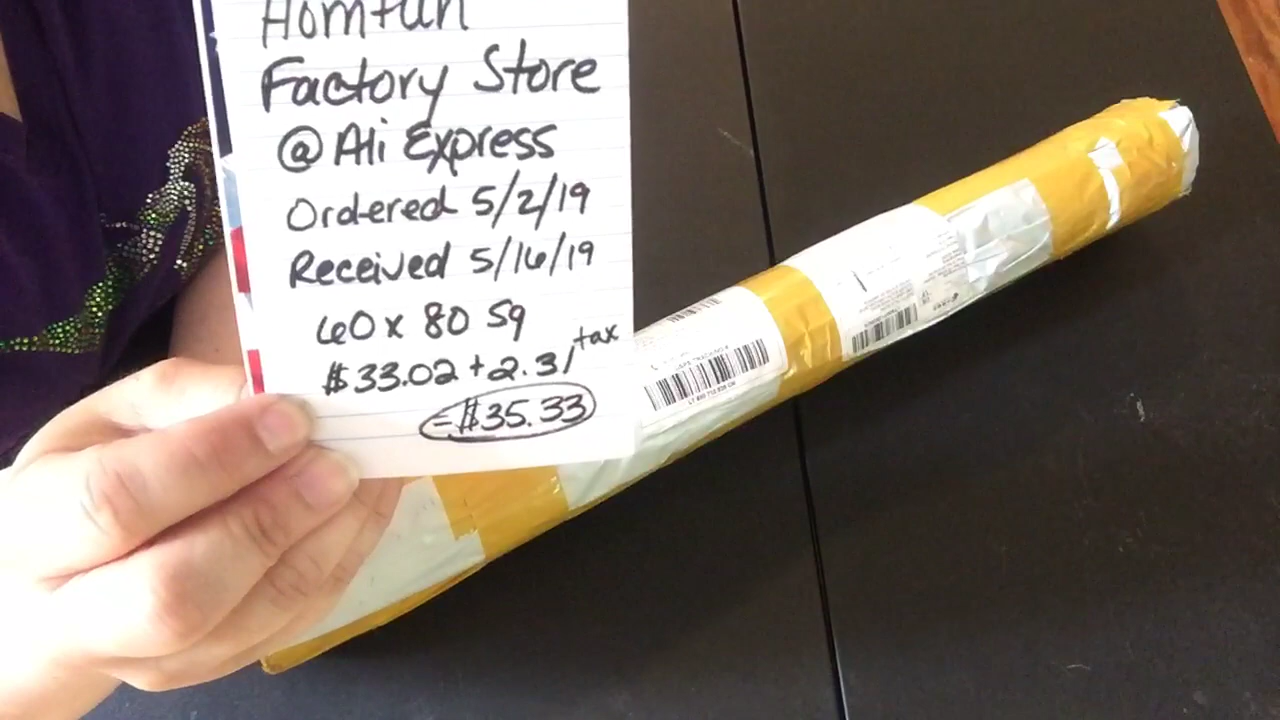 Homfun
Factory Store
@ Ali Express
Ordered 5/2/19
Received 5/16/19
60 x 80 sq
$33.02 + 2.31 tax
= $35.33